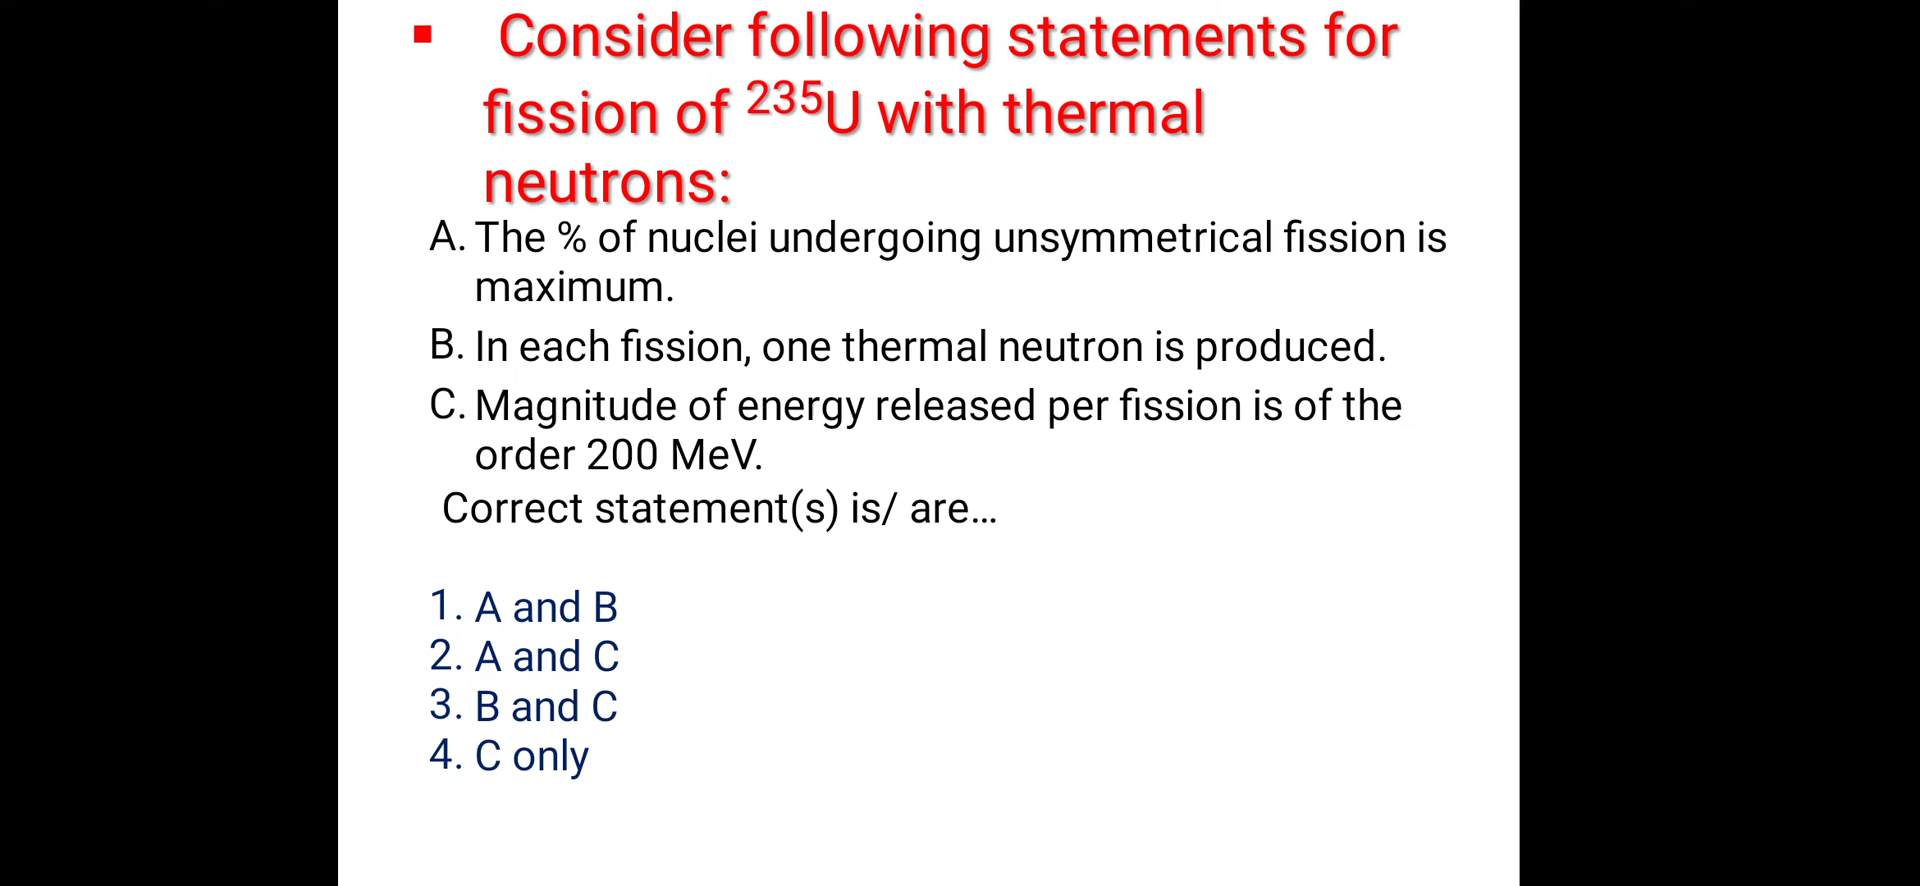 ▪ Consider following statements for
fission of ²³⁵U with thermal
neutrons:
A. The % of nuclei undergoing unsymmetrical fission is
maximum.
B. In each fission, one thermal neutron is produced.
C. Magnitude of energy released per fission is of the
order 200 MeV.
Correct statement(s) is/ are...
1. A and B
2. A and C
3. B and C
4. C only